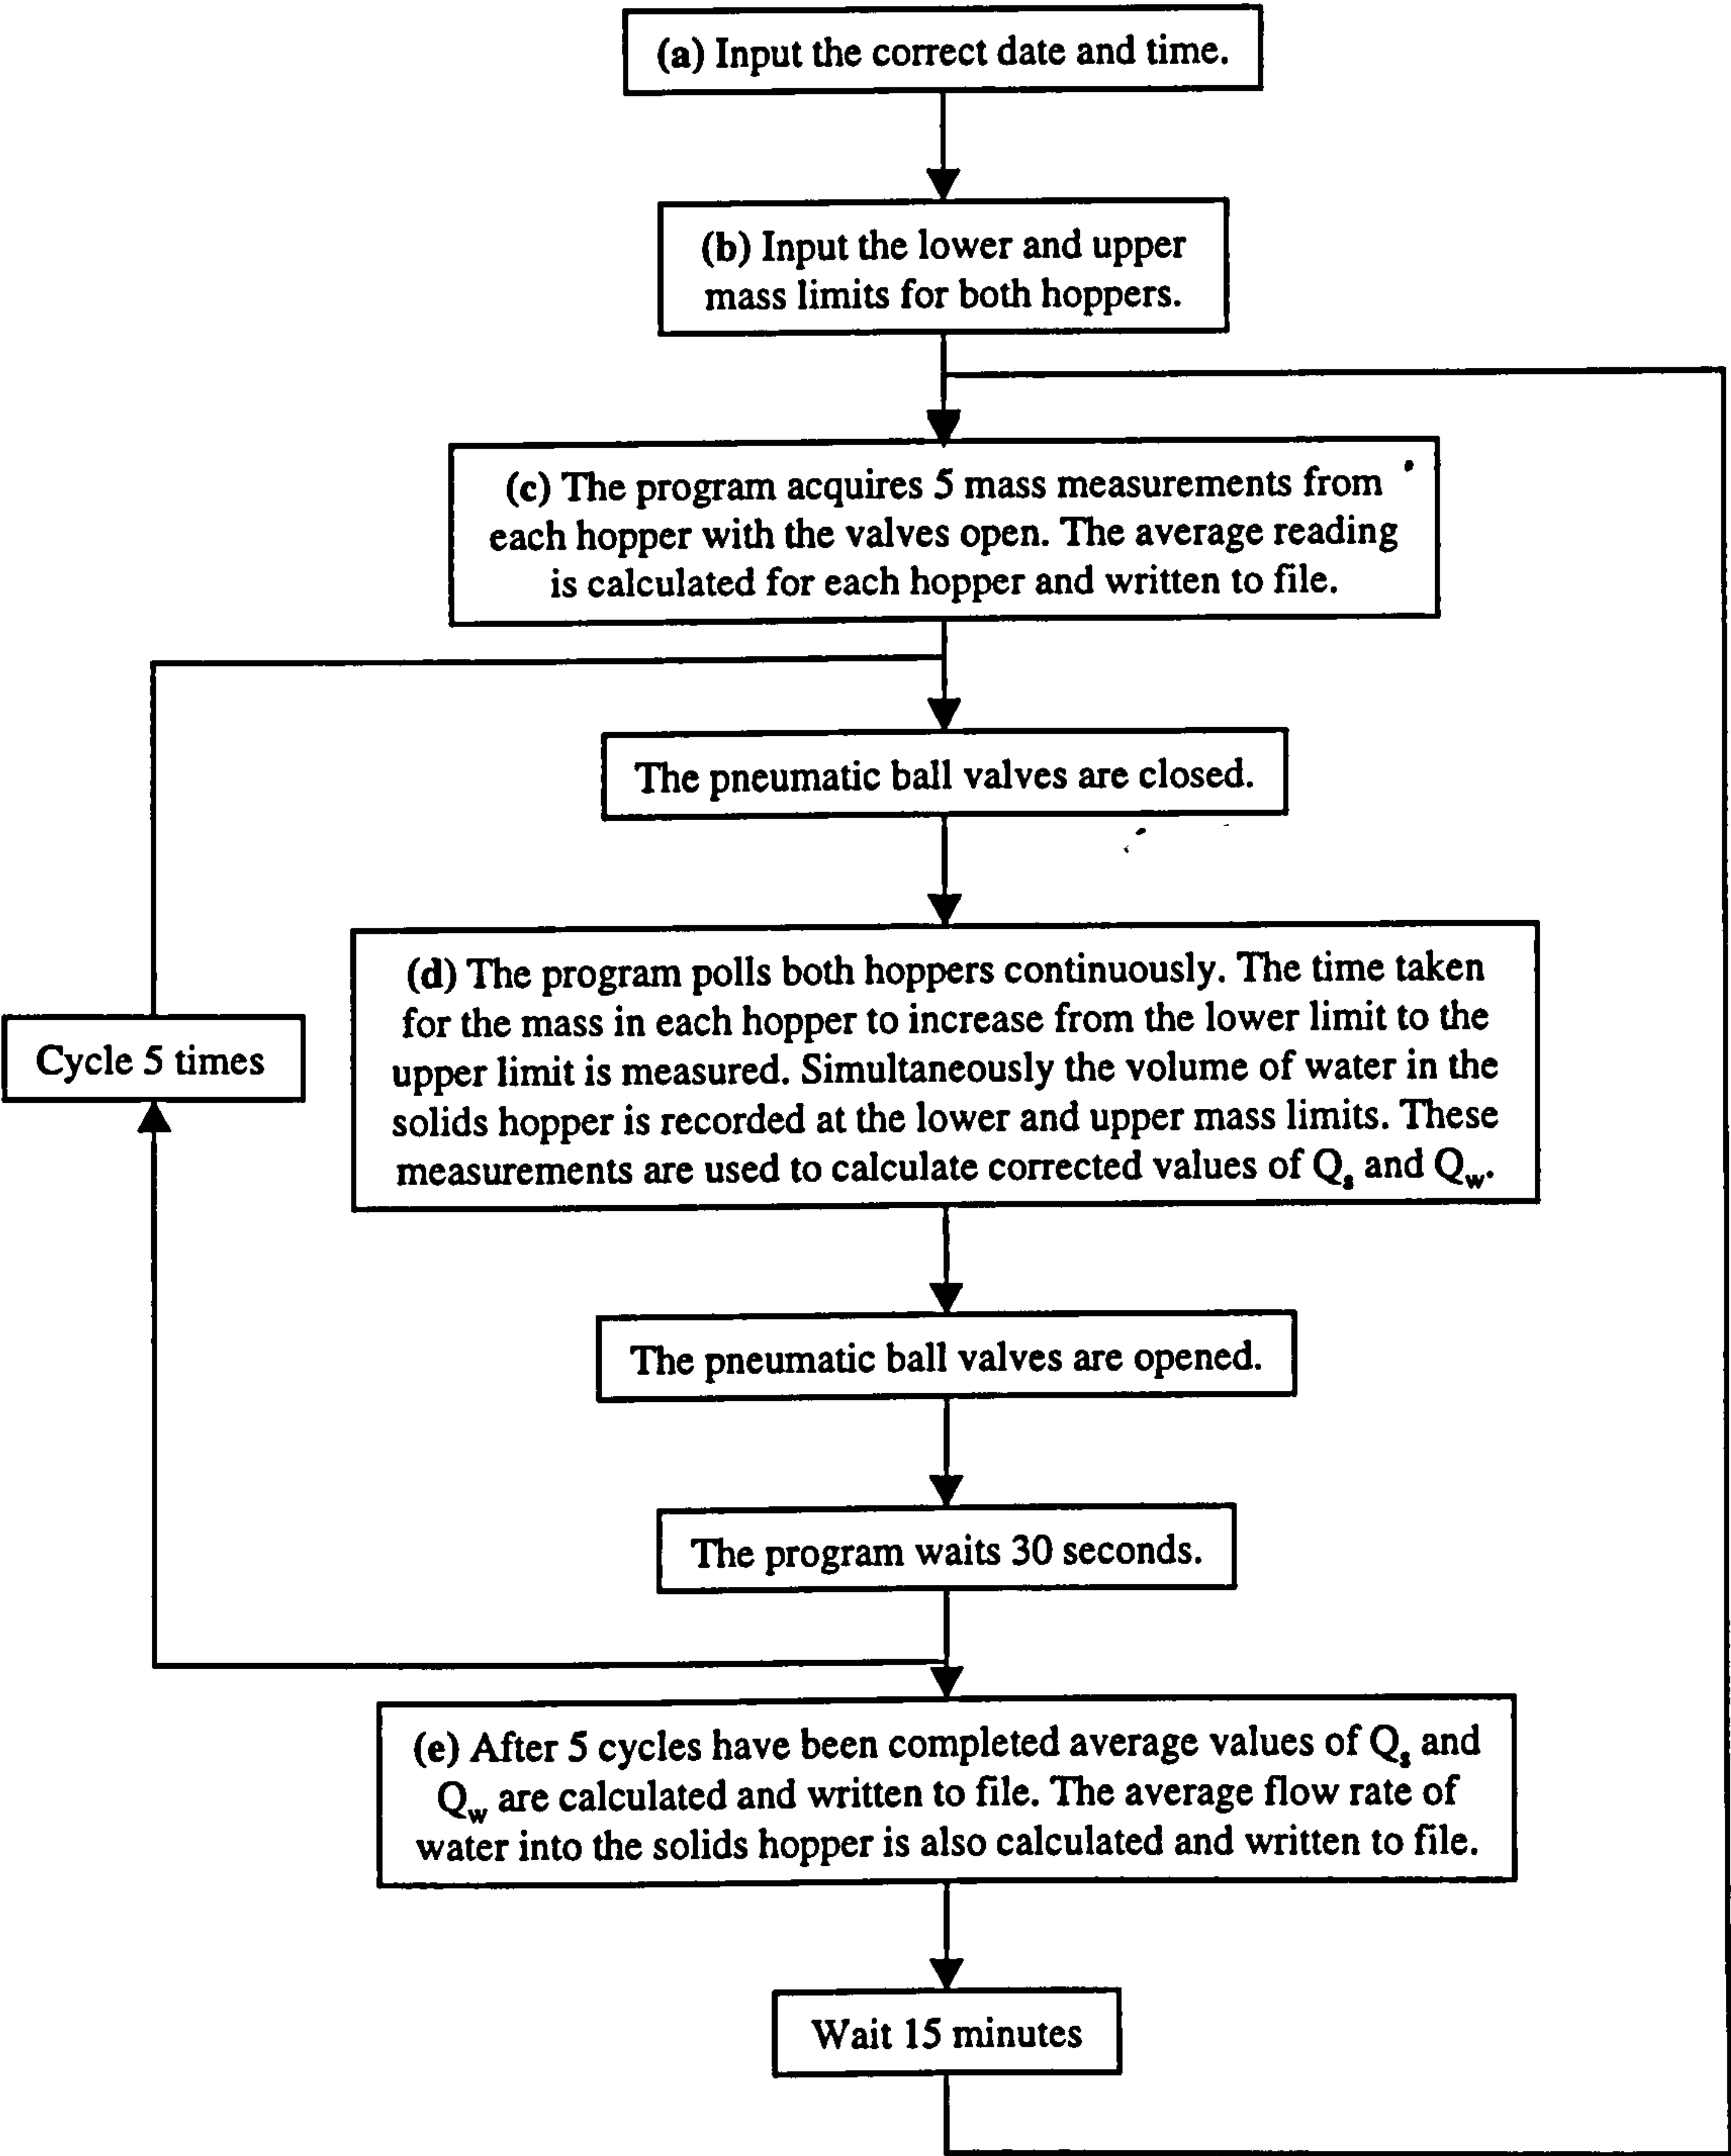 (a) Input the correct date and time.
(b) Input the lower and upper
mass limits for both hoppers.
(c) The program acquires 5 mass measurements from
each hopper with the valves open. The average reading
is calculated for each hopper and written to file.
The pneumatic ball valves are closed.
(d) The program polls both hoppers continuously. The time taken
for the mass in each hopper to increase from the lower limit to the
upper limit is measured. Simultaneously the volume of water in the
solids hopper is recorded at the lower and upper mass limits. These
measurements are used to calculate corrected values of Qs and Qw.
Cycle 5 times
The pneumatic ball valves are opened.
The program waits 30 seconds.
(e) After 5 cycles have been completed average values of Qs and
Qw are calculated and written to file. The average flow rate of
water into the solids hopper is also calculated and written to file.
Wait 15 minutes